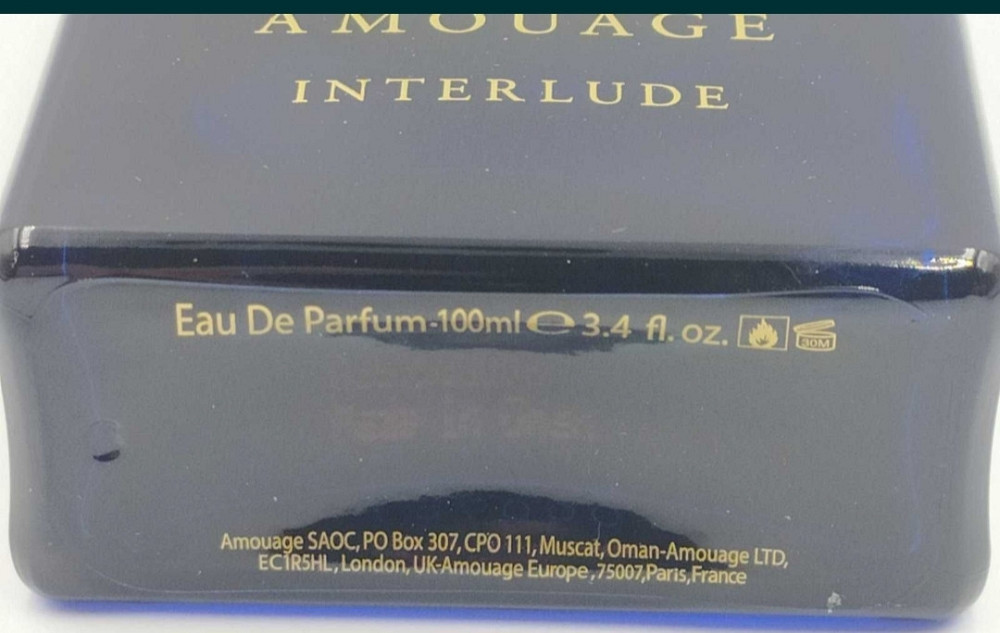 AMOUAGE
INTERLUDE
Eau De Parfum-100ml ℮ 3.4 fl. oz. 30M
Amouage SAOC, PO Box 307, CPO 111, Muscat, Oman-Amouage LTD,
EC1R5HL, London, UK-Amouage Europe ,75007,Paris,France